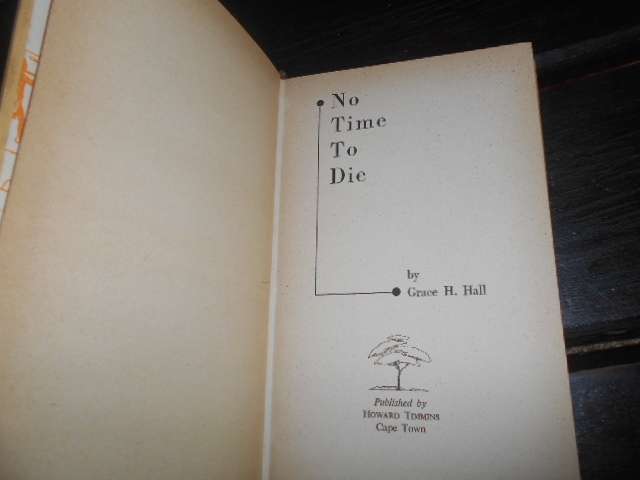 No
Time
To
Die
by
Grace H. Hall
Published by
HOWARD TIMMINS
Cape Town